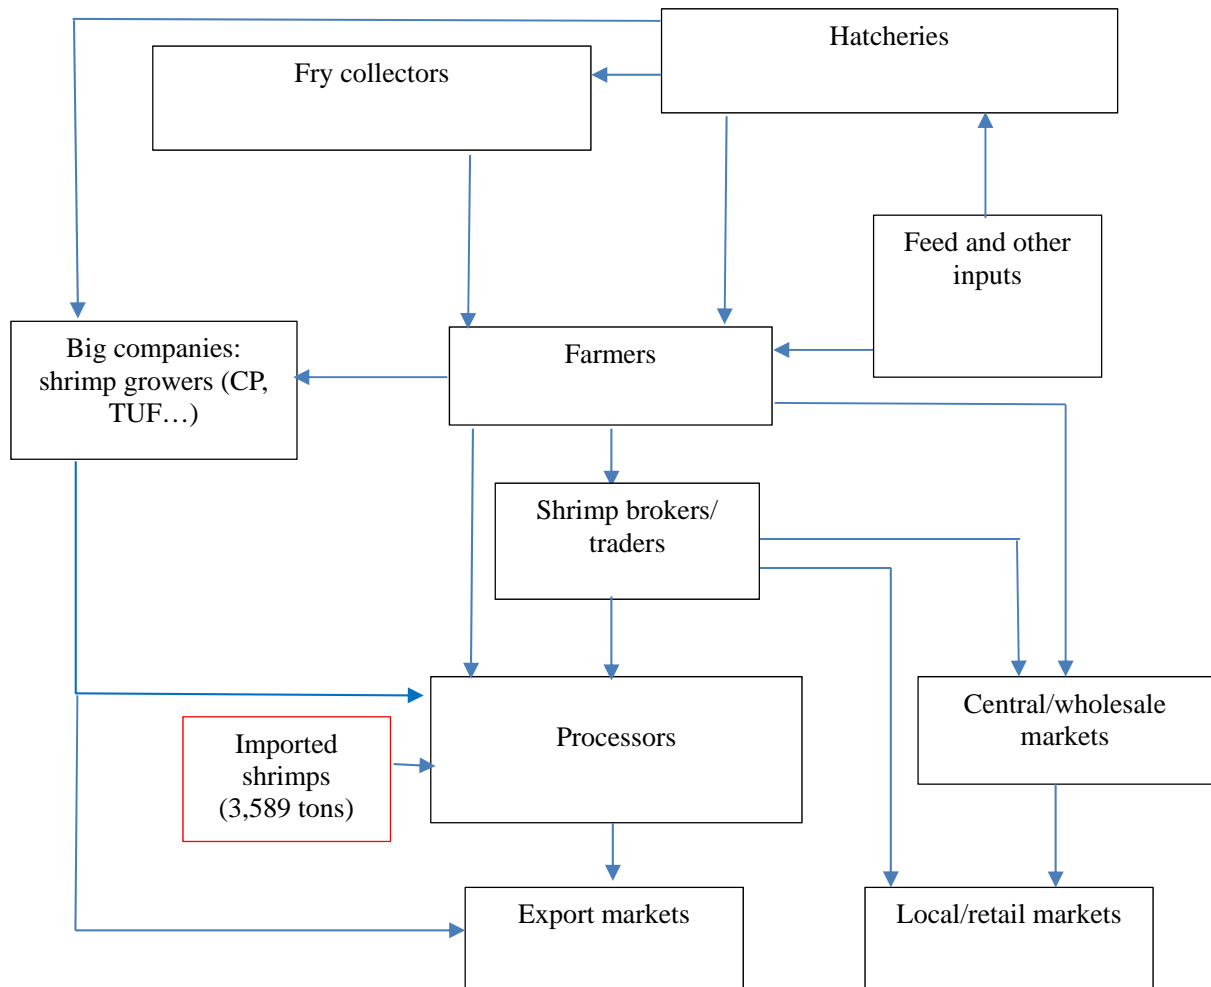 Hatcheries
Fry collectors
Feed and other
inputs
Big companies:
shrimp growers (CP,
TUF…)
Farmers
Shrimp brokers/
traders
Central/wholesale
markets
Processors
Imported
shrimps
(3,589 tons)
Export markets
Local/retail markets